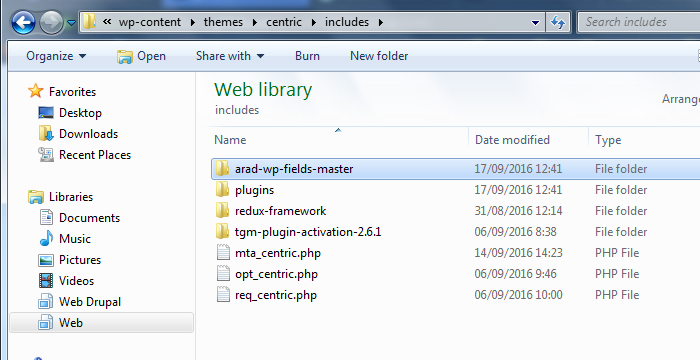 « wp-content themes centric includes Search includes
Organize Open Share with Burn New folder
Web library
includes
Arrange
Name Date modified Type
Favorites
Desktop
Downloads
Recent Places
Libraries
Documents
Music
Pictures
Videos
Web Drupal
Web
arad-wp-fields-master 17/09/2016 12:41 File folder
plugins 17/09/2016 12:41 File folder
redux-framework 31/08/2016 12:14 File folder
tgm-plugin-activation-2.6.1 06/09/2016 8:38 File folder
mta_centric.php 14/09/2016 14:23 PHP File
opt_centric.php 06/09/2016 9:46 PHP File
req_centric.php 06/09/2016 10:00 PHP File